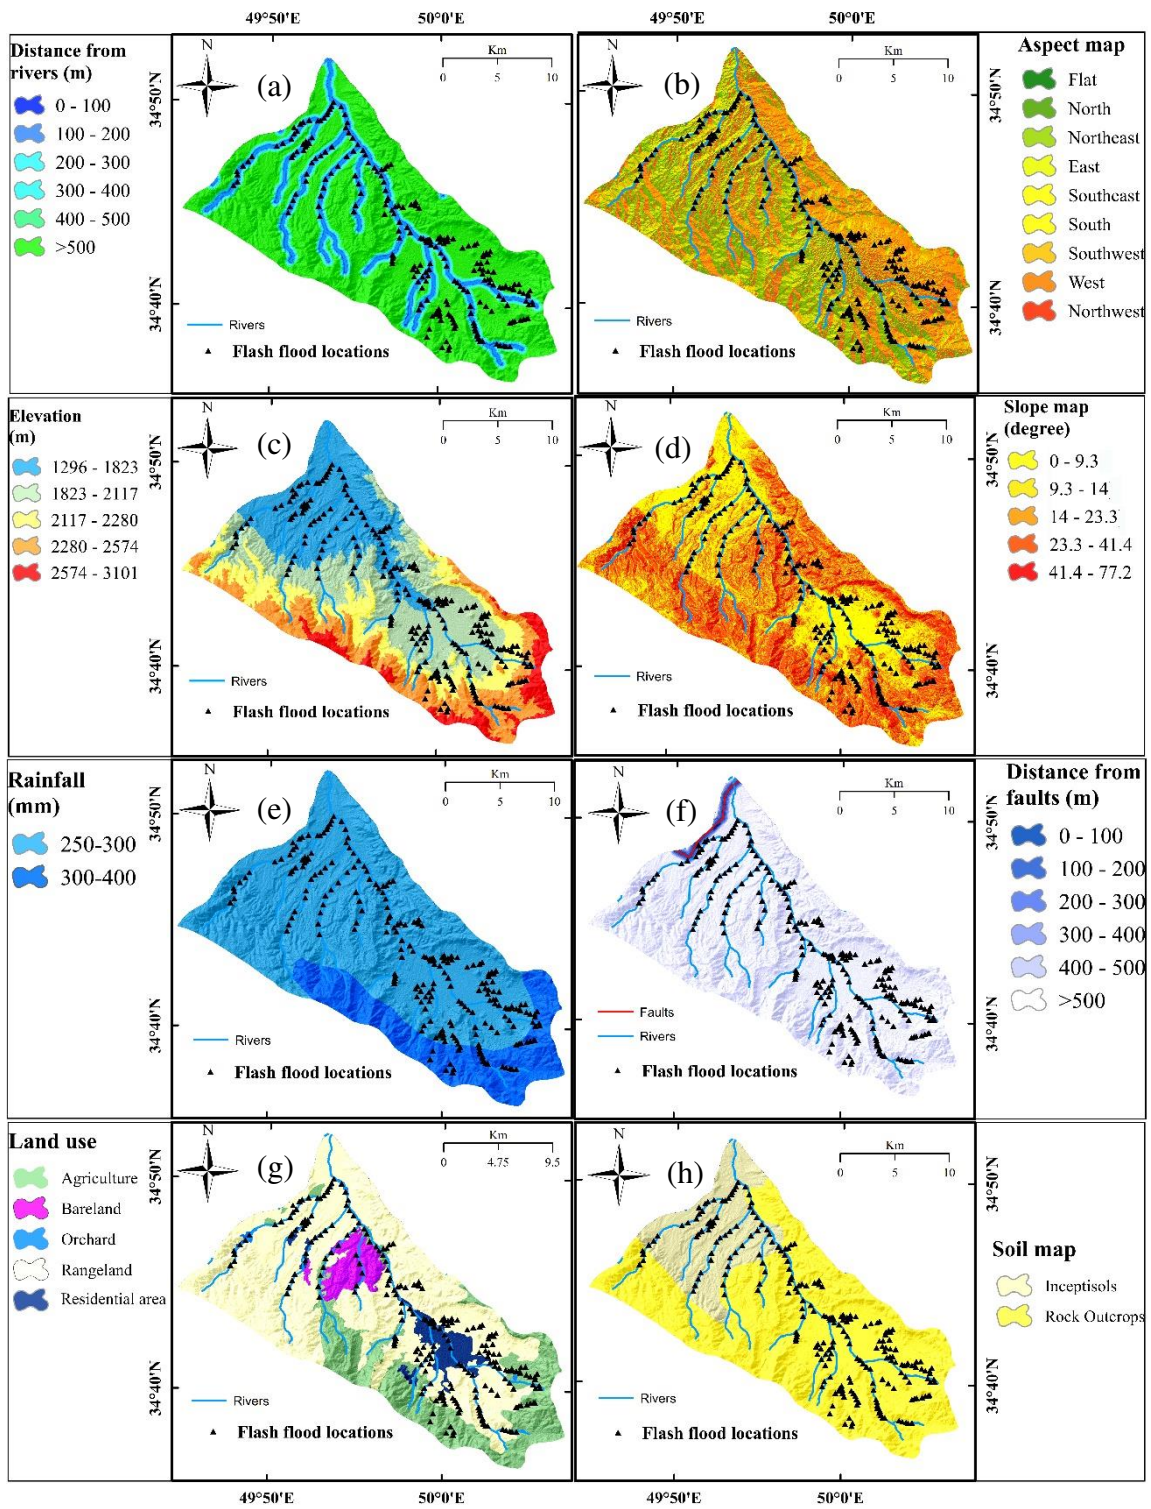 49°50'E
50°0'E
49°50'E
50°0'E
Distance from
rivers (m)
0 - 100
100 - 200
200 - 300
300 - 400
400 - 500
>500
34°50'N
34°40'N
N
(a)
Km
0 5 10
Rivers
Flash flood locations
N
(b)
Km
0 5 10
Rivers
Flash flood locations
34°50'N
34°40'N
Aspect map
Flat
North
Northeast
East
Southeast
South
Southwest
West
Northwest
Elevation
(m)
1296 - 1823
1823 - 2117
2117 - 2280
2280 - 2574
2574 - 3101
34°50'N
34°40'N
N
(c)
Km
0 5 10
Rivers
Flash flood locations
N
(d)
Km
0 5 10
Rivers
Flash flood locations
34°50'N
34°40'N
Slope map
(degree)
0 - 9.3
9.3 - 14
14 - 23.3
23.3 - 41.4
41.4 - 77.2
Rainfall
(mm)
250-300
300-400
34°50'N
34°40'N
N
(e)
Km
0 5 10
Rivers
Flash flood locations
N
(f)
Km
0 5 10
Faults
Rivers
Flash flood locations
34°50'N
34°40'N
Distance from
faults (m)
0 - 100
100 - 200
200 - 300
300 - 400
400 - 500
>500
Land use
Agriculture
Bareland
Orchard
Rangeland
Residential area
34°50'N
34°40'N
N
(g)
Km
0 4.75 9.5
Rivers
Flash flood locations
N
(h)
Km
0 5 10
Rivers
Flash flood locations
34°50'N
34°40'N
Soil map
Inceptisols
Rock Outcrops
49°50'E
50°0'E
49°50'E
50°0'E